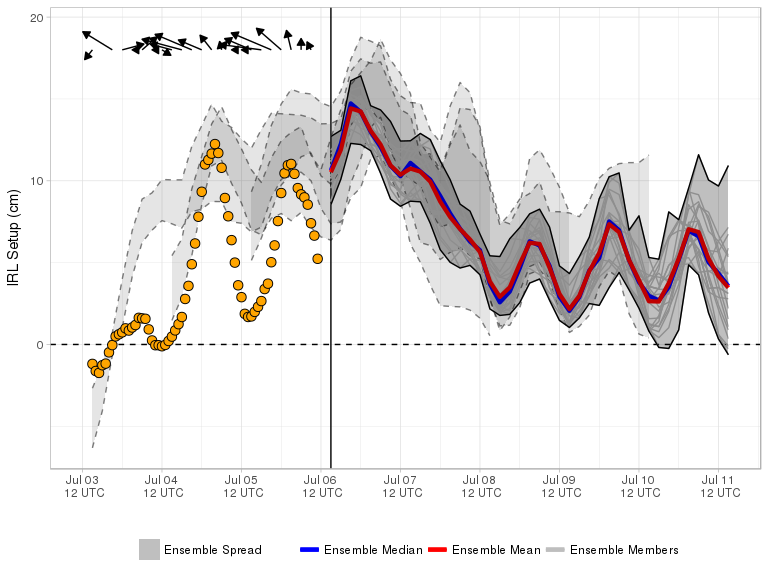 20
10
0
IRL Setup (cm)
Jul 03 Jul 04 Jul 05 Jul 06 Jul 07 Jul 08 Jul 09 Jul 10 Jul 11
12 UTC 12 UTC 12 UTC 12 UTC 12 UTC 12 UTC 12 UTC 12 UTC 12 UTC
Ensemble Spread Ensemble Median Ensemble Mean Ensemble Members